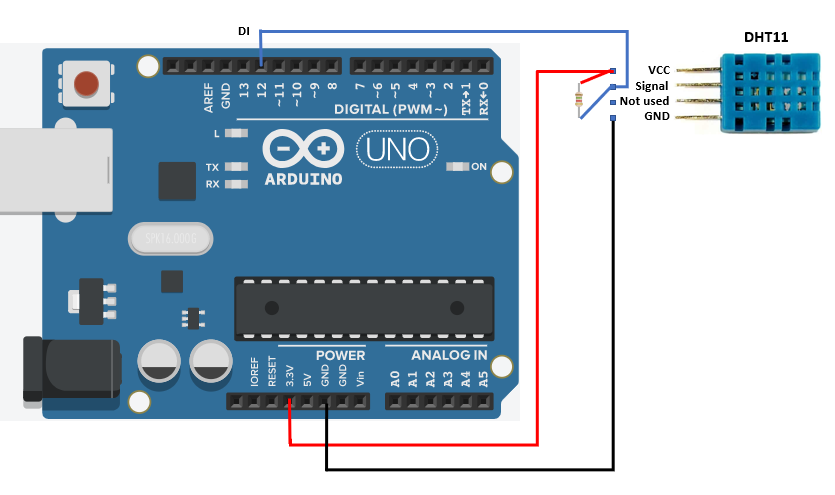 DI
DHT11
VCC
Signal
Not used
GND
AREF
GND
13
12
~11
~10
~9
8
7
~6
~5
~4
~3
2
TX→1
RX←0
DIGITAL (PWM~)
L
TX
RX
UNO
ARDUINO
ON
POWER
ANALOG IN
IOREF
RESET
3.3V
5V
GND
GND
Vin
A0
A1
A2
A3
A4
A5